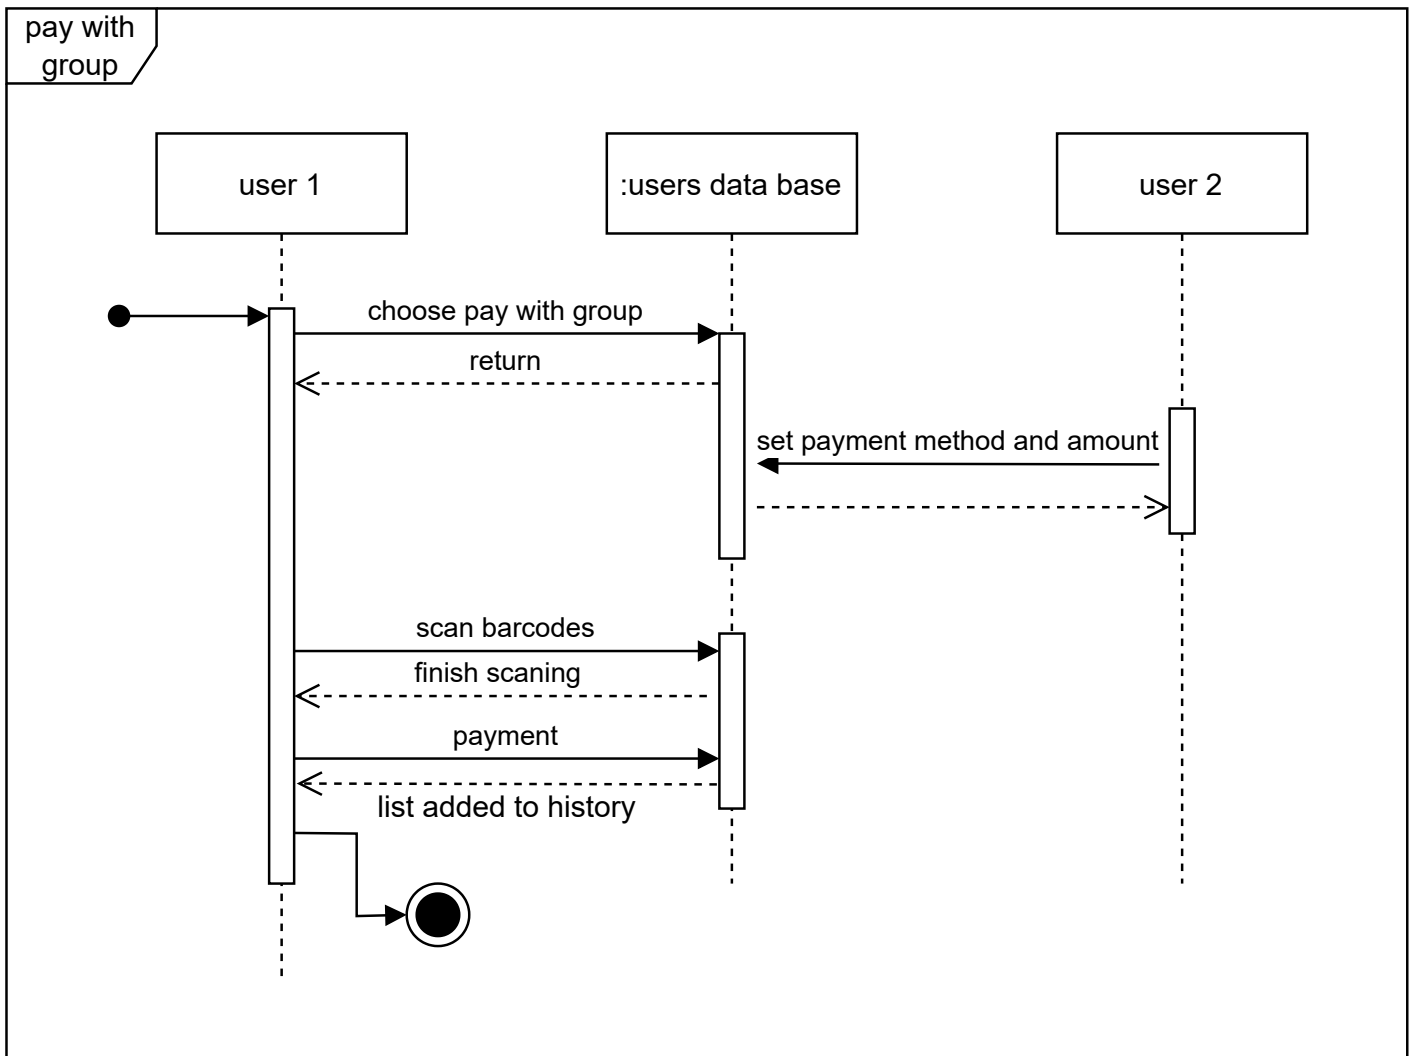 pay with
group
user 1
:users data base
user 2
choose pay with group
return
set payment method and amount
scan barcodes
finish scaning
payment
list added to history